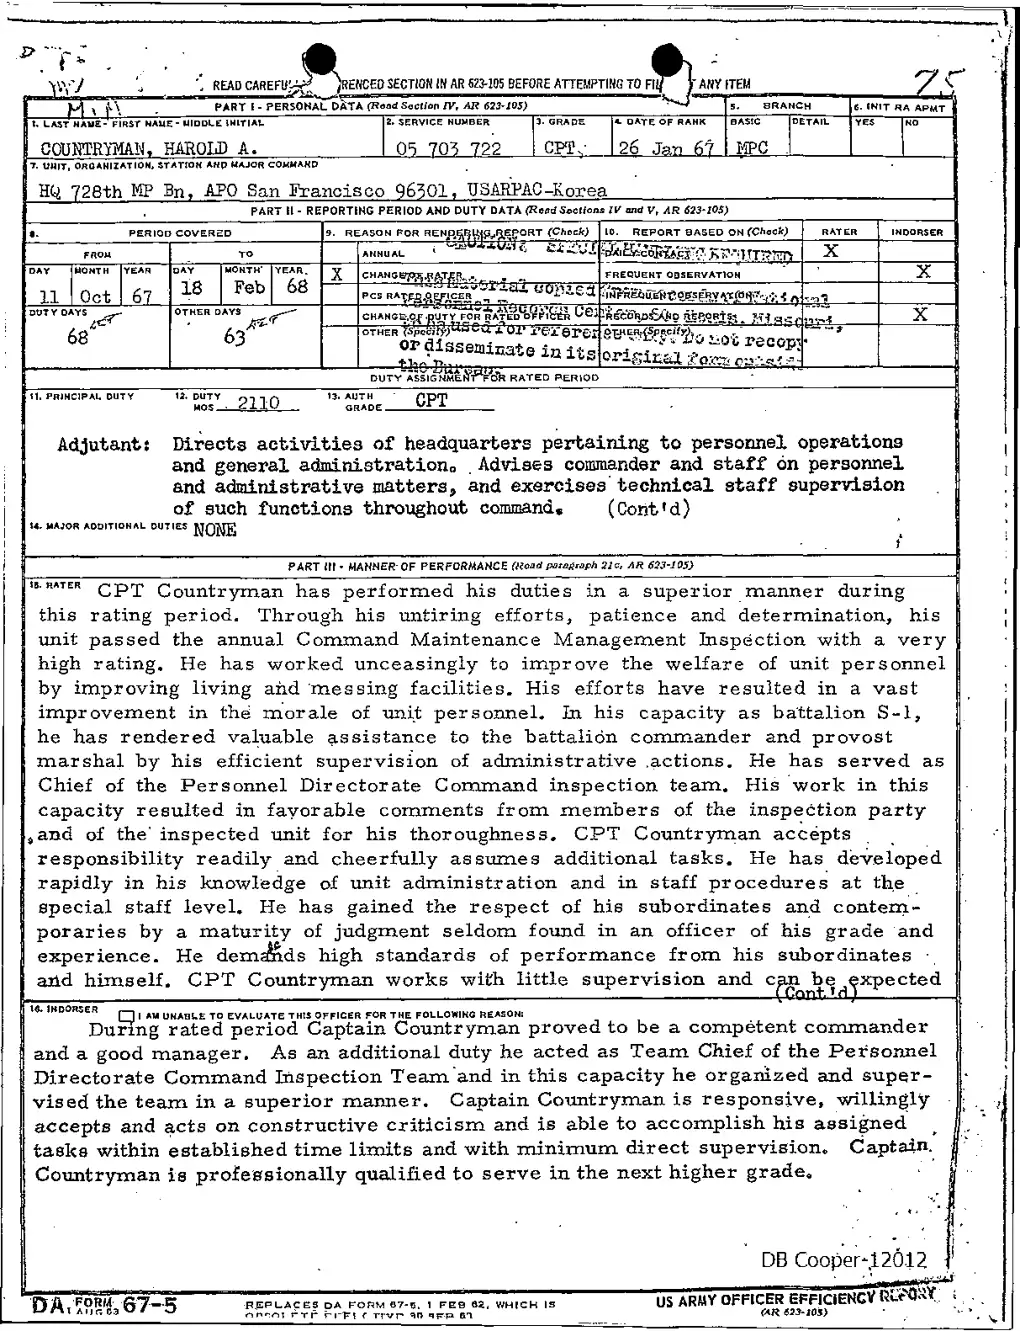 75
READ CAREFU RENCED SECTION IN AR 623-105 BEFORE ATTEMPTING TO FIL ANY ITEM
PART I - PERSONAL DATA (Read Section IV, AR 623-105)
5. BRANCH
6. INIT RA APMT
1. LAST NAME - FIRST NAME - MIDDLE INITIAL
2. SERVICE NUMBER
3. GRADE
4. DATE OF RANK
BASIC
DETAIL
YES
NO
COUNTRYMAN, HAROLD A.
05 703 722
CPT
26 Jan 67
MPC
7. UNIT, ORGANIZATION, STATION AND MAJOR COMMAND
HQ 728th MP Bn, APO San Francisco 96301, USARPAC-Korea
PART II - REPORTING PERIOD AND DUTY DATA (Read Sections IV and V, AR 623-105)
8. PERIOD COVERED
9. REASON FOR RENDERING REPORT (Check)
10. REPORT BASED ON (Check)
RATER
INDORSER
FROM
TO
ANNUAL
DAILY CONTACT
X
DAY MONTH YEAR
DAY MONTH YEAR
X CHANGE OF RATER
FREQUENT OBSERVATION
X
11 Oct 67
18 Feb 68
PCS RATED OFFICER
INFREQUENT OBSERVATION
DUTY DAYS
OTHER DAYS
CHANGE OF DUTY FOR RATED OFFICER
RECORDS AND REPORTS
X
68
63
OTHER (Specify)
OTHER (Specify)
or disseminate in its original form outside
the Bureau.
DUTY ASSIGNMENT FOR RATED PERIOD
11. PRINCIPAL DUTY
12. DUTY MOS 2110
13. AUTH GRADE CPT
Adjutant: Directs activities of headquarters pertaining to personnel operations
and general administration. Advises commander and staff on personnel
and administrative matters, and exercises technical staff supervision
of such functions throughout command. (Cont'd)
14. MAJOR ADDITIONAL DUTIES NONE
PART III - MANNER OF PERFORMANCE (Read paragraph 21c, AR 623-105)
15. RATER CPT Countryman has performed his duties in a superior manner during
this rating period. Through his untiring efforts, patience and determination, his
unit passed the annual Command Maintenance Management Inspection with a very
high rating. He has worked unceasingly to improve the welfare of unit personnel
by improving living and messing facilities. His efforts have resulted in a vast
improvement in the morale of unit personnel. In his capacity as battalion S-1,
he has rendered valuable assistance to the battalion commander and provost
marshal by his efficient supervision of administrative actions. He has served as
Chief of the Personnel Directorate Command inspection team. His work in this
capacity resulted in favorable comments from members of the inspection party
and of the inspected unit for his thoroughness. CPT Countryman accepts
responsibility readily and cheerfully assumes additional tasks. He has developed
rapidly in his knowledge of unit administration and in staff procedures at the
special staff level. He has gained the respect of his subordinates and contem-
poraries by a maturity of judgment seldom found in an officer of his grade and
experience. He demands high standards of performance from his subordinates
and himself. CPT Countryman works with little supervision and can be expected
(Cont'd)
16. INDORSER I AM UNABLE TO EVALUATE THIS OFFICER FOR THE FOLLOWING REASON:
During rated period Captain Countryman proved to be a competent commander
and a good manager. As an additional duty he acted as Team Chief of the Personnel
Directorate Command Inspection Team and in this capacity he organized and super-
vised the team in a superior manner. Captain Countryman is responsive, willingly
accepts and acts on constructive criticism and is able to accomplish his assigned
tasks within established time limits and with minimum direct supervision. Captain
Countryman is professionally qualified to serve in the next higher grade.
DB Cooper-12012
DA FORM 1 AUG 63 67-5
REPLACES DA FORM 67-5, 1 FEB 62, WHICH IS
US ARMY OFFICER EFFICIENCY REPORT
(AR 623-105)